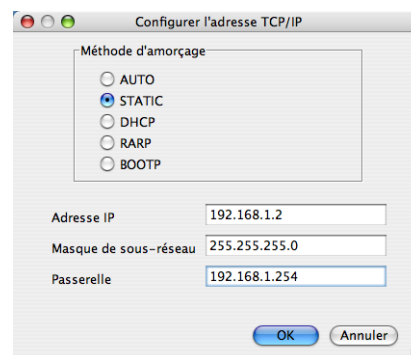 Configurer l'adresse TCP/IP
Méthode d'amorçage
AUTO
STATIC
DHCP
RARP
BOOTP
Adresse IP 192.168.1.2
Masque de sous-réseau 255.255.255.0
Passerelle 192.168.1.254
OK Annuler